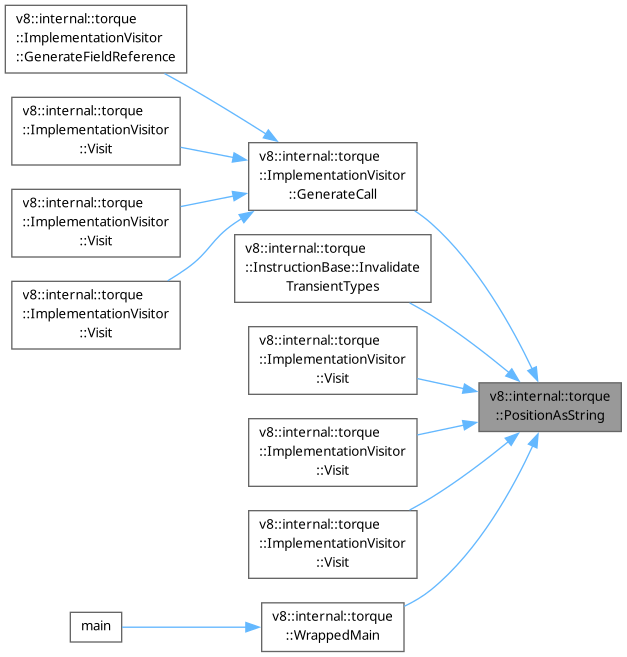 v8::internal::torque
::ImplementationVisitor
::GenerateFieldReference
v8::internal::torque
::ImplementationVisitor
::Visit
v8::internal::torque
::ImplementationVisitor
::Visit
v8::internal::torque
::ImplementationVisitor
::Visit
v8::internal::torque
::ImplementationVisitor
::GenerateCall
v8::internal::torque
::InstructionBase::Invalidate
TransientTypes
v8::internal::torque
::ImplementationVisitor
::Visit
v8::internal::torque
::ImplementationVisitor
::Visit
v8::internal::torque
::ImplementationVisitor
::Visit
main
v8::internal::torque
::WrappedMain
v8::internal::torque
::PositionAsString